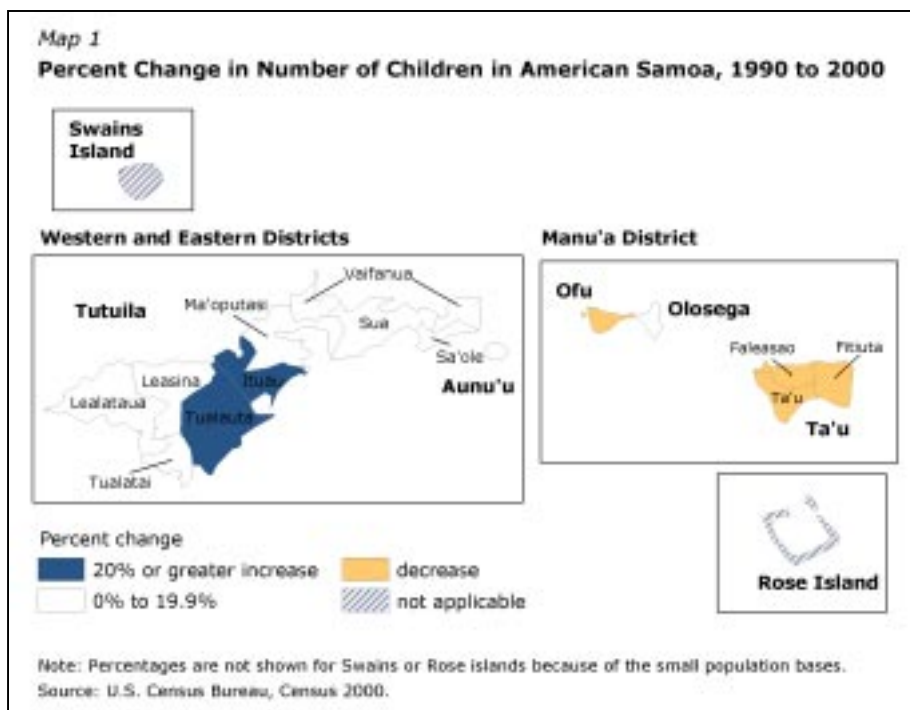 Map 1
Percent Change in Number of Children in American Samoa, 1990 to 2000
Swains
Island
Western and Eastern Districts
Vaifanua
Tutuila
Ma'oputasi
Sua
Sa'ole
Leasina
Ituau
Aunu'u
Lealataua
Tualauta
Tualatai
Manu'a District
Ofu
Olosega
Faleasao
Fitiuta
Ta'u
Ta'u
Rose Island
Percent change
20% or greater increase
decrease
0% to 19.9%
not applicable
Note: Percentages are not shown for Swains or Rose islands because of the small population bases.
Source: U.S. Census Bureau, Census 2000.